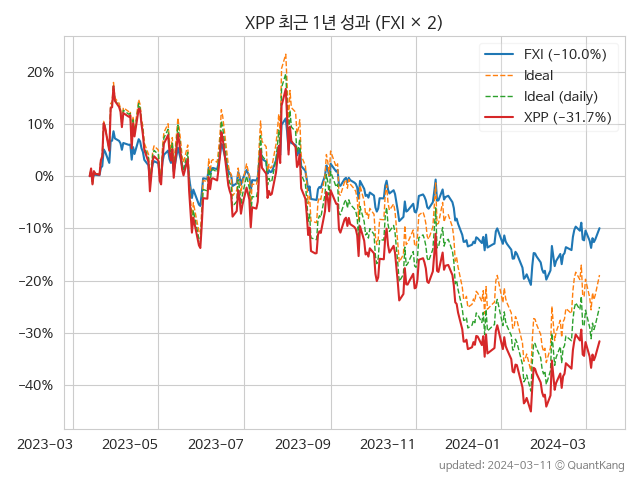 XPP 최근 1년 성과 (FXI × 2)
FXI (−10.0%)
Ideal
Ideal (daily)
XPP (−31.7%)
20%
10%
0%
−10%
−20%
−30%
−40%
2023−03
2023−05
2023−07
2023−09
2023−11
2024−01
2024−03
updated: 2024−03−11 ⓒ QuantKang